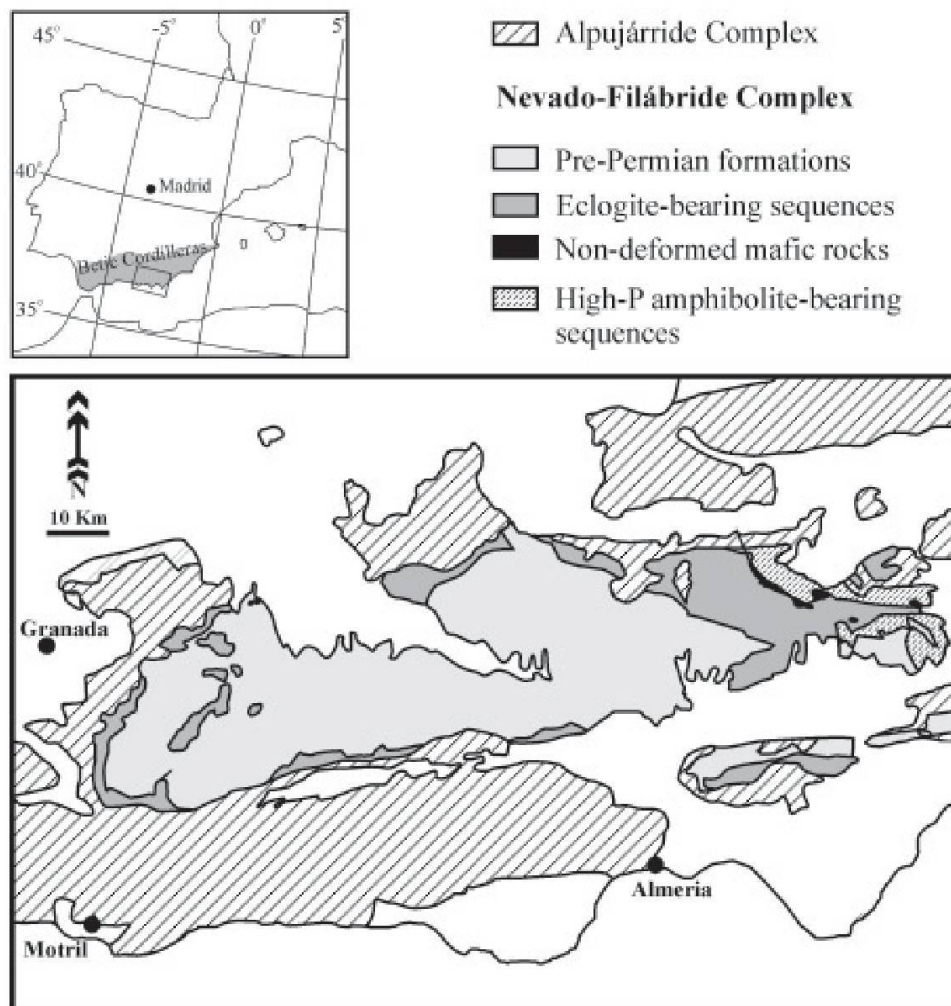 45°
-5°
0°
5°
40°
Madrid
Betic Cordilleras
35°
Alpujárride Complex
Nevado-Filábride Complex
Pre-Permian formations
Eclogite-bearing sequences
Non-deformed mafic rocks
High-P amphibolite-bearing
sequences
N
10 Km
Granada
Almeria
Motril